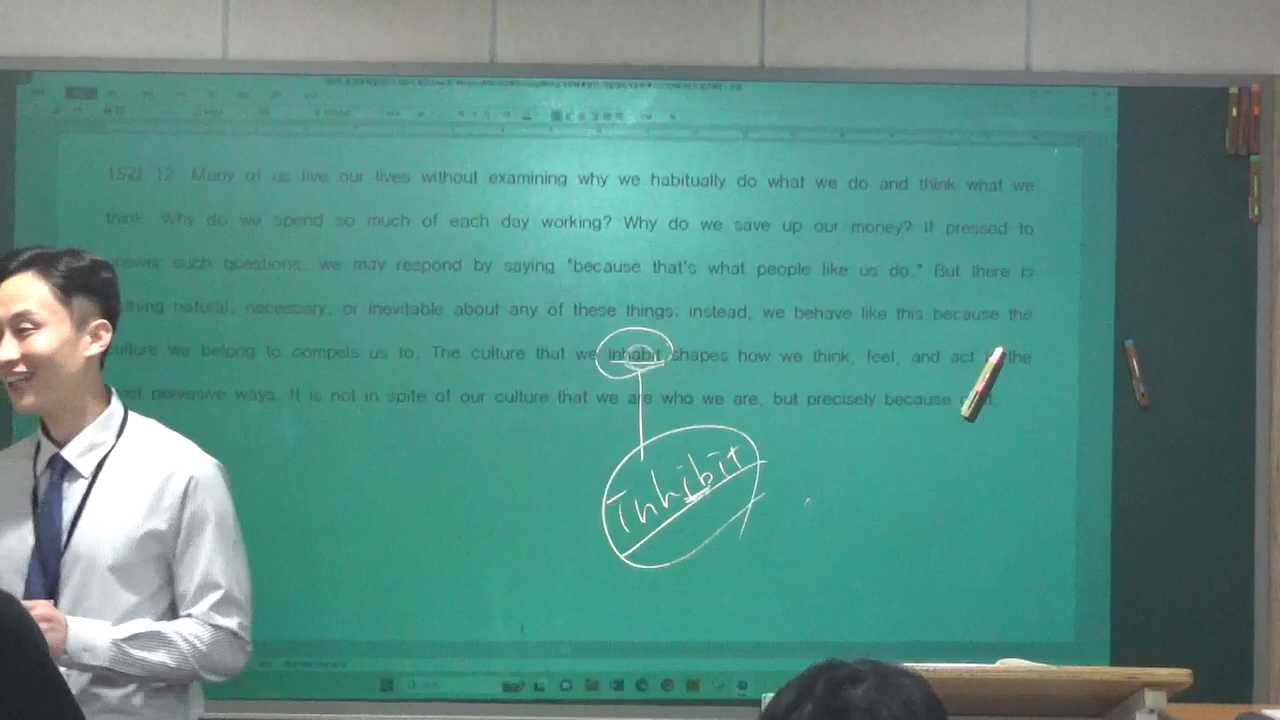 152] 12. Many of us live our lives without examining why we habitually do what we do and think what we
think. Why do we spend so much of each day working? Why do we save up our money? If pressed to
answer such questions, we may respond by saying "because that's what people like us do." But there is
thing natural, necessary, or inevitable about any of these things; instead, we behave like this because the
culture we belong to compels us to. The culture that we inhabit shapes how we think, feel, and act the
pervasive ways. It is not in spite of our culture that we are who we are, but precisely because
Inhibit